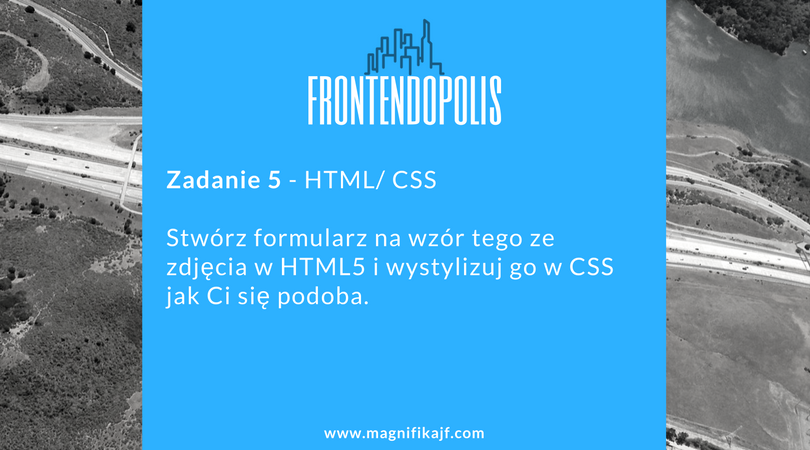 FRONTENDOPOLIS
Zadanie 5 - HTML/ CSS
Stwórz formularz na wzór tego ze
zdjęcia w HTML5 i wystylizuj go w CSS
jak Ci się podoba.
www.magnifikajf.com